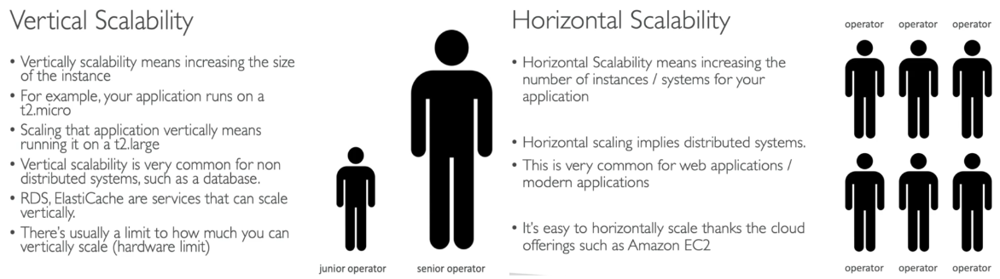 Vertical Scalability
• Vertically scalability means increasing the size
of the instance
• For example, your application runs on a
t2.micro
• Scaling that application vertically means
running it on a t2.large
• Vertical scalability is very common for non
distributed systems, such as a database.
• RDS, ElastiCache are services that can scale
vertically.
• There's usually a limit to how much you can
vertically scale (hardware limit)
junior operator
senior operator
Horizontal Scalability
• Horizontal Scalability means increasing the
number of instances / systems for your
application
• Horizontal scaling implies distributed systems.
• This is very common for web applications /
modern applications
• It's easy to horizontally scale thanks the cloud
offerings such as Amazon EC2
operator operator operator
operator operator operator